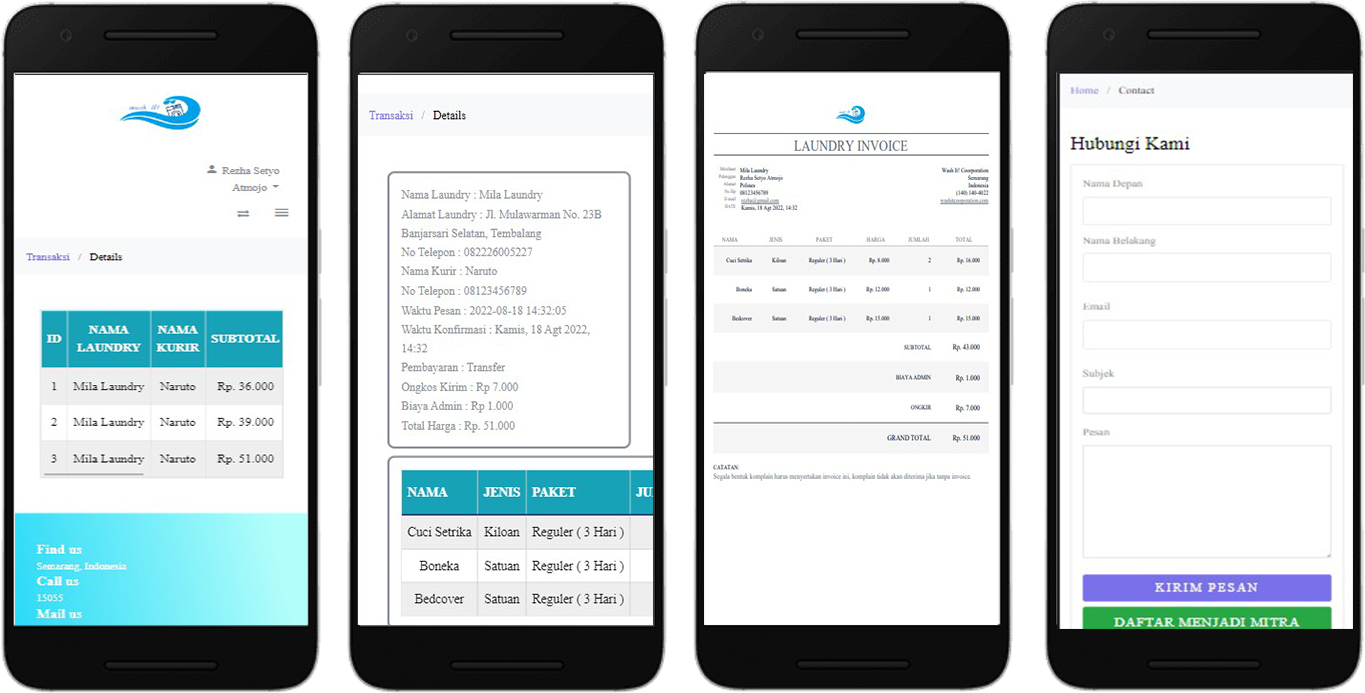 wash it!
Rezha Setyo
Atmojo
Transaksi / Details
ID NAMA LAUNDRY NAMA KURIR SUBTOTAL
1 Mila Laundry Naruto Rp. 36.000
2 Mila Laundry Naruto Rp. 39.000
3 Mila Laundry Naruto Rp. 51.000
Find us
Semarang, Indonesia
Call us
15055
Mail us
Transaksi / Details
Nama Laundry : Mila Laundry
Alamat Laundry : Jl. Mulawarman No. 23B
Banjarsari Selatan, Tembalang
No Telepon : 082226005227
Nama Kurir : Naruto
No Telepon : 08123456789
Waktu Pesan : 2022-08-18 14:32:05
Waktu Konfirmasi : Kamis, 18 Agt 2022,
14:32
Pembayaran : Transfer
Ongkos Kirim : Rp 7.000
Biaya Admin : Rp 1.000
Total Harga : Rp. 51.000
NAMA JENIS PAKET JU
Cuci Setrika Kiloan Reguler ( 3 Hari )
Boneka Satuan Reguler ( 3 Hari )
Bedcover Satuan Reguler ( 3 Hari )
LAUNDRY INVOICE
Merchant Mila Laundry
Pelanggan Rezha Setyo Atmojo
Alamat Polines
No Hp 08123456789
E-mail rezha@gmail.com
DATE Kamis, 18 Agt 2022, 14:32
Wash It! Coorporation
Semarang
Indonesia
(140) 140-4022
washitcoorporation.com
NAMA JENIS PAKET HARGA JUMLAH TOTAL
Cuci Setrika Kiloan Reguler ( 3 Hari ) Rp. 8.000 2 Rp. 16.000
Boneka Satuan Reguler ( 3 Hari ) Rp. 12.000 1 Rp. 12.000
Bedcover Satuan Reguler ( 3 Hari ) Rp. 15.000 1 Rp. 15.000
SUBTOTAL Rp. 43.000
BIAYA ADMIN Rp. 1.000
ONGKIR Rp. 7.000
GRAND TOTAL Rp. 51.000
CATATAN:
Segala bentuk komplain harus menyertakan invoice ini, komplain tidak akan diterima jika tanpa invoice.
Home / Contact
Hubungi Kami
Nama Depan
Nama Belakang
Email
Subjek
Pesan
KIRIM PESAN
DAFTAR MENJADI MITRA